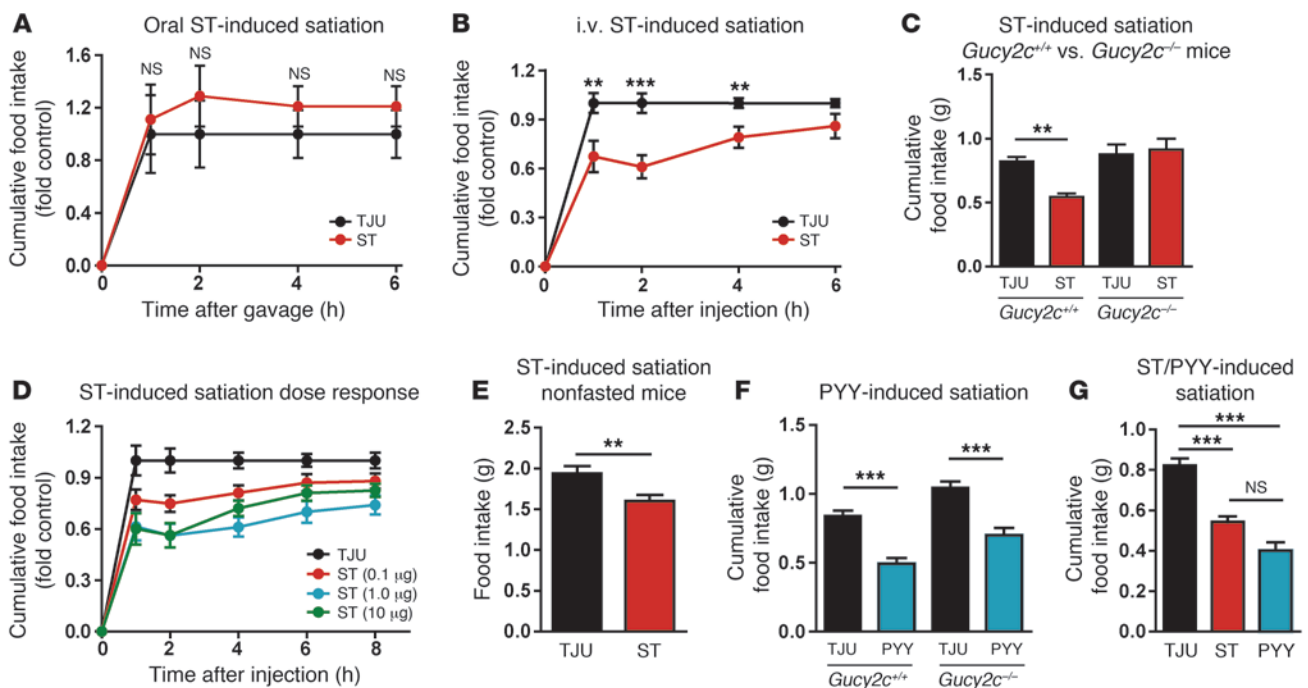 A Oral ST-induced satiation
Cumulative food intake
(fold control)
1.6
1.2
0.8
0.4
0.0
NS NS NS NS
TJU
ST
0 2 4 6
Time after gavage (h)
B i.v. ST-induced satiation
Cumulative food intake
(fold control)
1.2
0.9
0.6
0.3
0.0
** *** **
TJU
ST
0 2 4 6
Time after injection (h)
C ST-induced satiation
Gucy2c+/+ vs. Gucy2c–/– mice
Cumulative
food intake (g)
1.5
1.0
0.5
0.0
**
TJU ST TJU ST
Gucy2c+/+ Gucy2c–/–
D ST-induced satiation dose response
Cumulative food intake
(fold control)
1.2
0.9
0.6
0.3
0.0
TJU
ST (0.1 µg)
ST (1.0 µg)
ST (10 µg)
0 2 4 6 8
Time after injection (h)
E ST-induced satiation
nonfasted mice
Food intake (g)
2.5
2.0
1.5
1.0
0.5
0.0
**
TJU ST
F PYY-induced satiation
Cumulative
food intake (g)
1.5
1.0
0.5
0.0
*** ***
TJU PYY TJU PYY
Gucy2c+/+ Gucy2c–/–
G ST/PYY-induced
satiation
Cumulative
food intake (g)
1.0
0.8
0.6
0.4
0.2
0.0
***
***
NS
TJU ST PYY